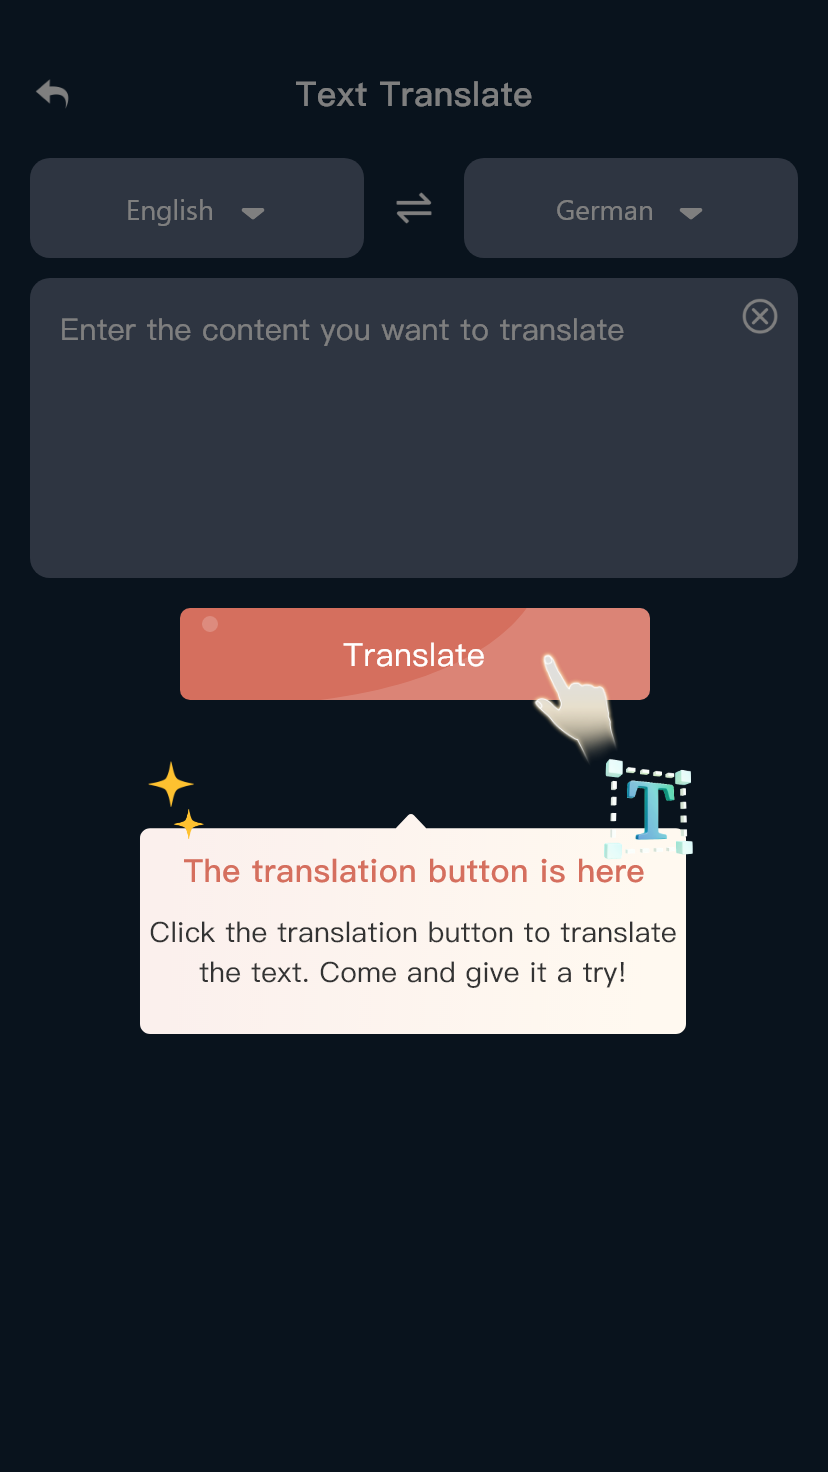 Text Translate
English
German
Enter the content you want to translate
Translate
T
The translation button is here
Click the translation button to translate
the text. Come and give it a try!